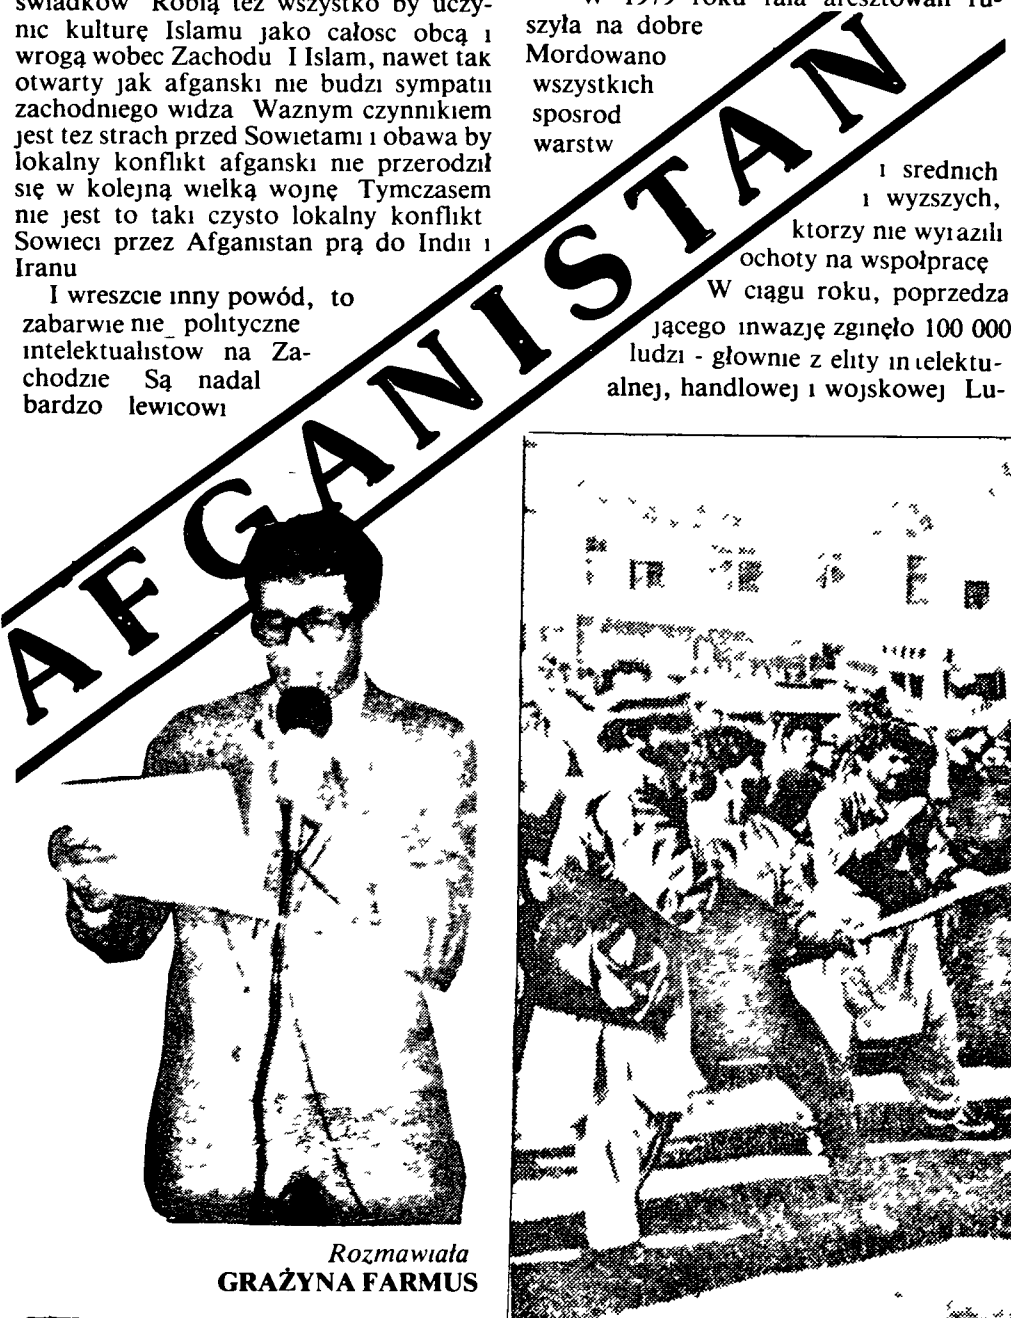 świadków Robią też wszystko by uczy-
nic kulturę Islamu jako całosc obcą i
wrogą wobec Zachodu I Islam, nawet tak
otwarty jak afganski nie budzi sympatii
zachodniego widza Waznym czynnikiem
jest tez strach przed Sowietami i obawa by
lokalny konflikt afganski nie przerodził
się w kolejną wielką wojnę Tymczasem
nie jest to taki czysto lokalny konflikt
Sowieci przez Afganistan prą do Indii i
Iranu
I wreszcie inny powód, to
zabarwienie polityczne
intelektualistow na Za-
chodzie Są nadal
bardzo lewicowi
W 1979 roku fala aresztowań ru-
szyła na dobre
Mordowano
wszystkich
sposrod
warstw
i srednich
i wyzszych,
ktorzy nie wyrazili
ochoty na wspołpracę
W ciągu roku, poprzedza
jącego inwazję zginęło 100 000
ludzi - głownie z elity intelektu-
alnej, handlowej i wojskowej Lu-
AFGANISTAN
Rozmawiała
GRAŻYNA FARMUS